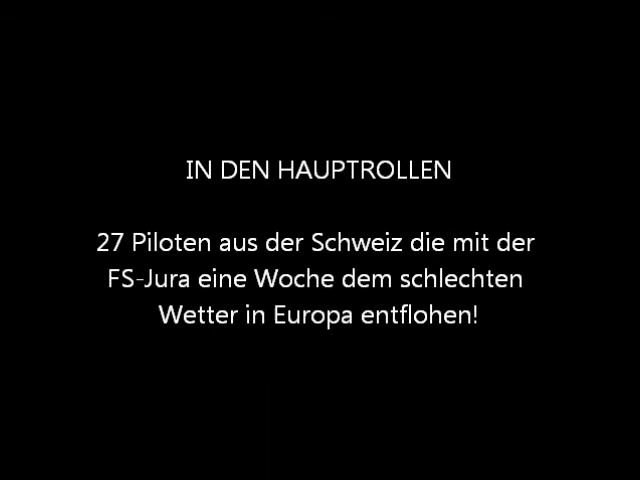 IN DEN HAUPTROLLEN
27 Piloten aus der Schweiz die mit der
FS-Jura eine Woche dem schlechten
Wetter in Europa entflohen!